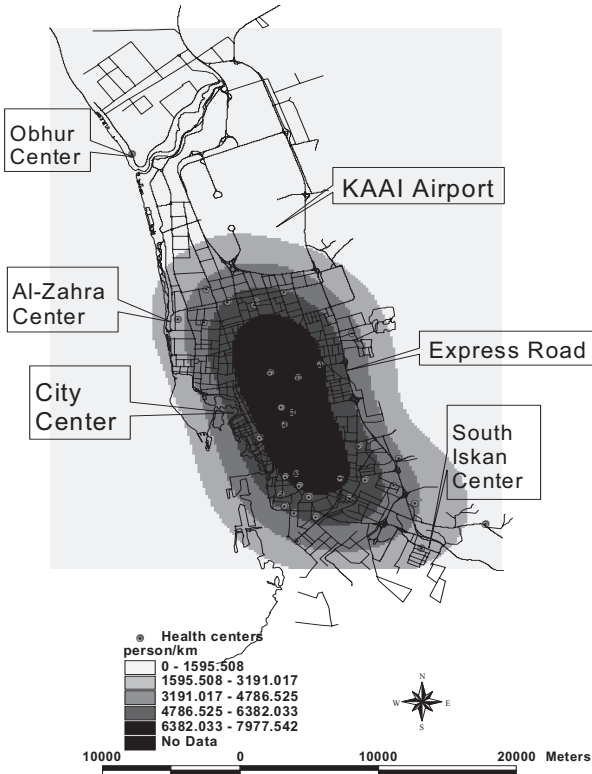 Obhur
Center
KAAI Airport
Al-Zahra
Center
Express Road
City
Center
South
Iskan
Center
Health centers
person/km
0 - 1595.508
1595.508 - 3191.017
3191.017 - 4786.525
4786.525 - 6382.033
6382.033 - 7977.542
No Data
N
W E
S
10000 0 10000 20000 Meters